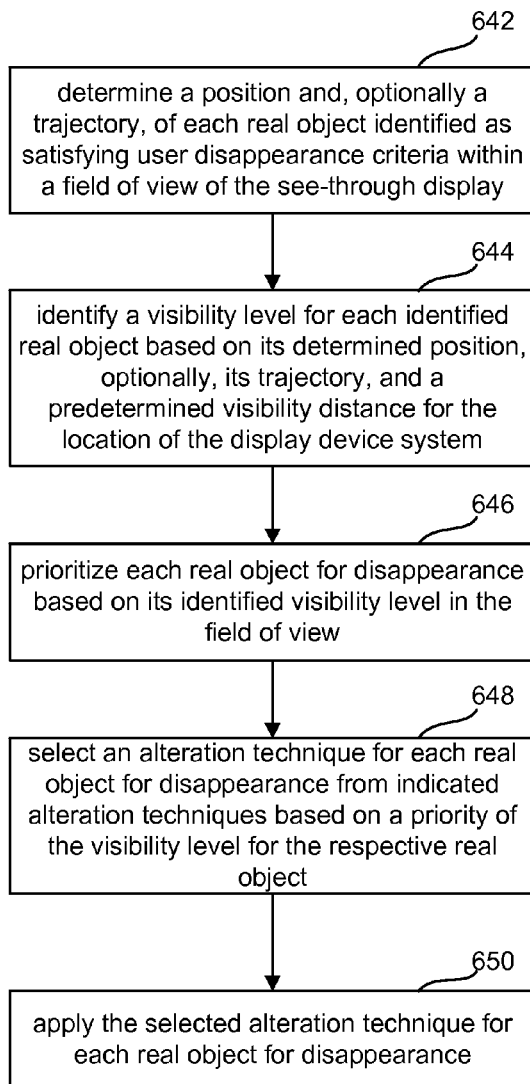 642
determine a position and, optionally a
trajectory, of each real object identified as
satisfying user disappearance criteria within
a field of view of the see-through display
644
identify a visibility level for each identified
real object based on its determined position,
optionally, its trajectory, and a
predetermined visibility distance for the
location of the display device system
646
prioritize each real object for disappearance
based on its identified visibility level in the
field of view
648
select an alteration technique for each real
object for disappearance from indicated
alteration techniques based on a priority of
the visibility level for the respective real
object
650
apply the selected alteration technique for
each real object for disappearance